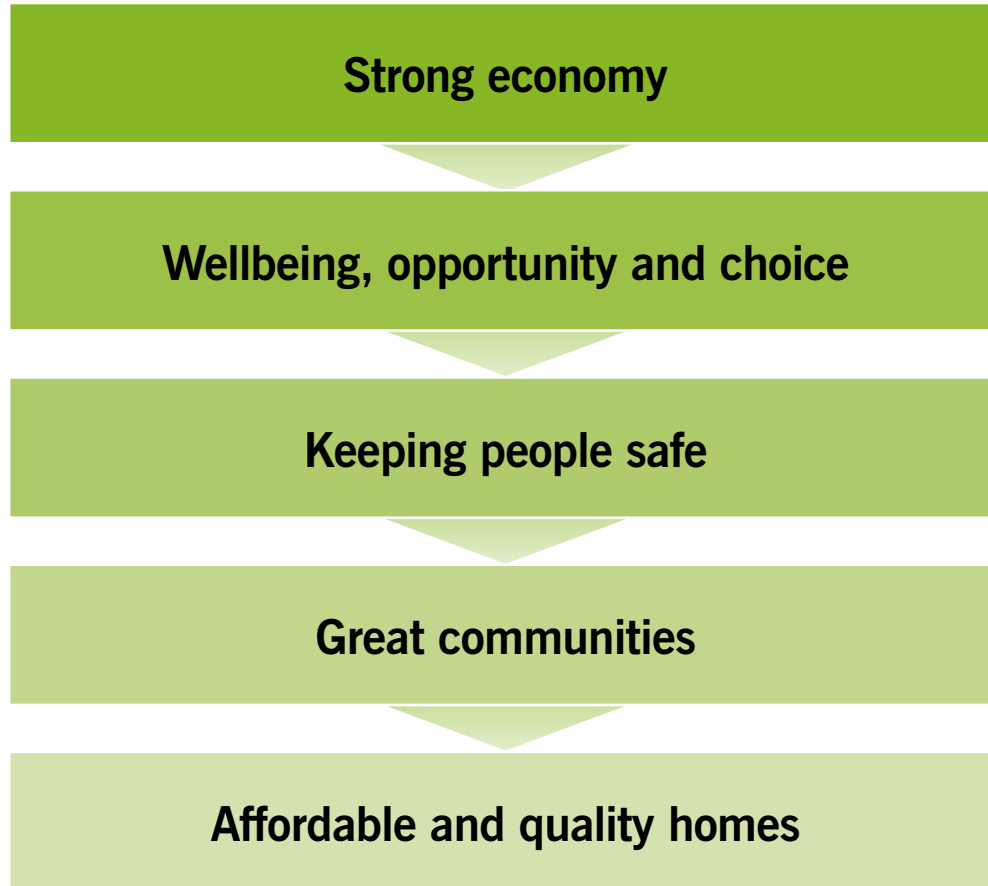 Strong economy
Wellbeing, opportunity and choice
Keeping people safe
Great communities
Affordable and quality homes